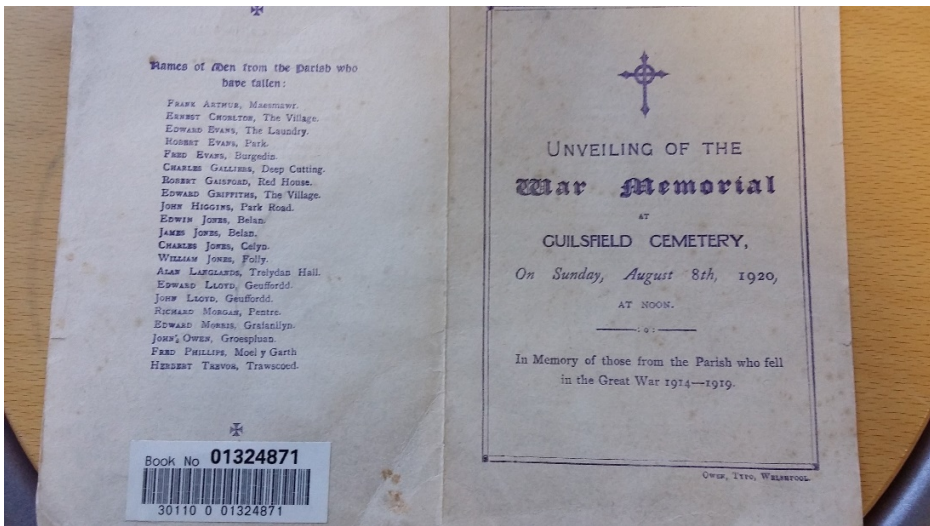 Names of Men from the Parish who
have fallen:
FRANK ARTHUR, Maesmawr.
ERNEST CHORLTON, The Village.
EDWARD EVANS, The Laundry.
ROBERT EVANS, Park.
FRED EVANS, Burgedin.
CHARLES GALLIERS, Deep Cutting.
ROBERT GAISFORD, Red House.
EDWARD GRIFFITHS, The Village.
JOHN HIGGINS, Park Road.
EDWIN JONES, Belan.
JAMES JONES, Belan.
CHARLES JONES, Celyn.
WILLIAM JONES, Folly.
ALAN LANGLANDS, Trelydan Hall.
EDWARD LLOYD, Geuffordd.
JOHN LLOYD, Geuffordd.
RICHARD MORGAN, Pentre.
EDWARD MORRIS,
JOHN OWEN, Groespluan.
FRED PHILLIPS, Moel y Garth
HERBERT TREVOR, Trawscoed.
Book No 01324871
30110 0 01324871
UNVEILING OF THE
War Memorial
AT
GUILSFIELD CEMETERY,
On Sunday, August 8th, 1920,
AT NOON.
In Memory of those from the Parish who fell
in the Great War 1914—1919.
OWEN, TYPO, WELSHPOOL.